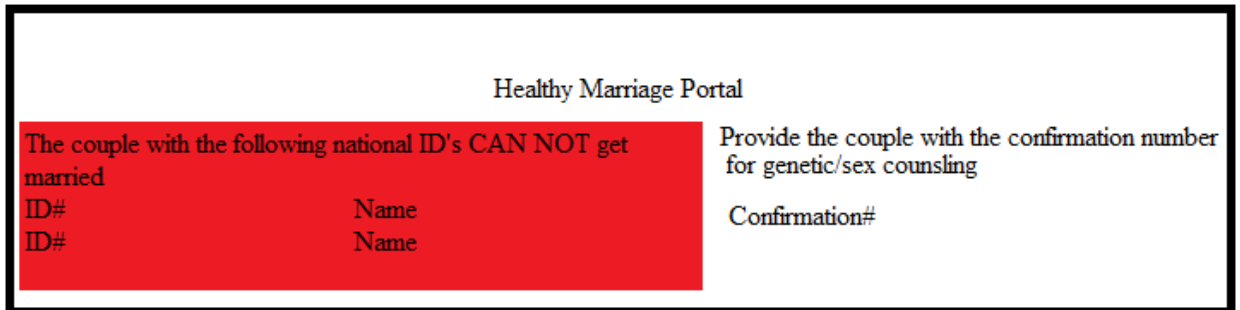 Healthy Marriage Portal
The couple with the following national ID's CAN NOT get
married
ID# Name
ID# Name
Provide the couple with the confirmation number
for genetic/sex counsling
Confirmation#